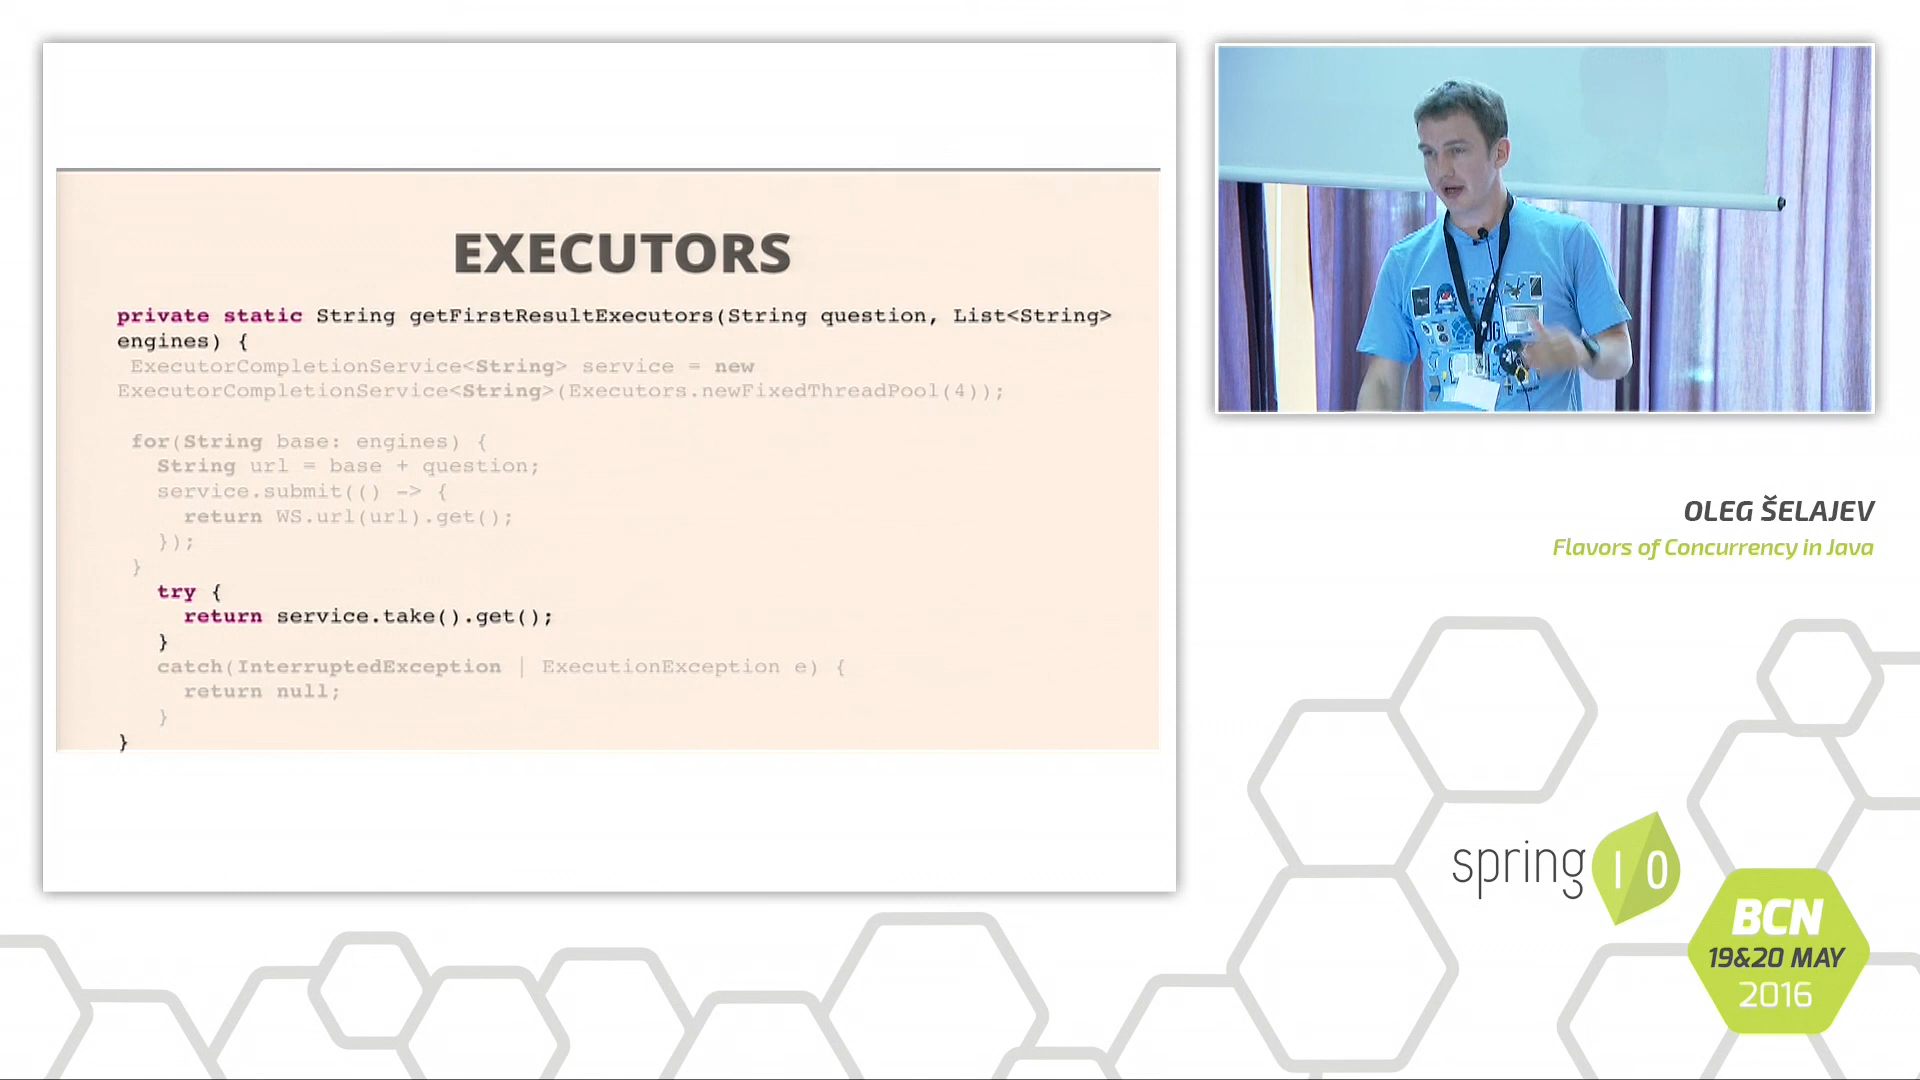 EXECUTORS
private static String getFirstResultExecutors(String question, List<String>
engines) {
ExecutorCompletionService<String> service = new
ExecutorCompletionService<String>(Executors.newFixedThreadPool(4));
for(String base: engines) {
String url = base + question;
service.submit(() -> {
return WS.url(url).get();
});
}
try {
return service.take().get();
}
catch(InterruptedException | ExecutionException e) {
return null;
}
}
OLEG ŠELAJEV
Flavors of Concurrency in Java
spring I O
BCN
19&20 MAY
2016